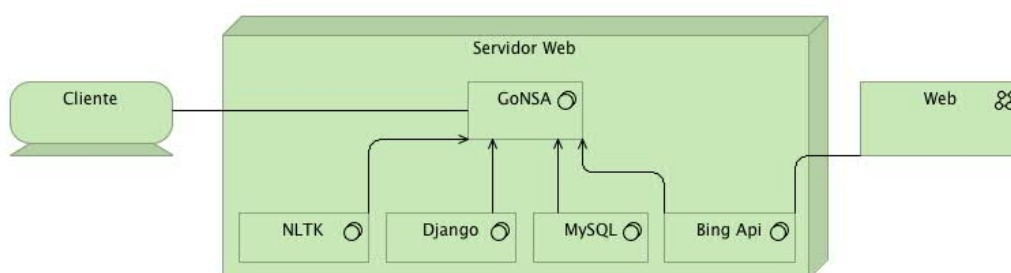 Servidor Web
Cliente
GoNSA
Web
NLTK
Django
MySQL
Bing Api